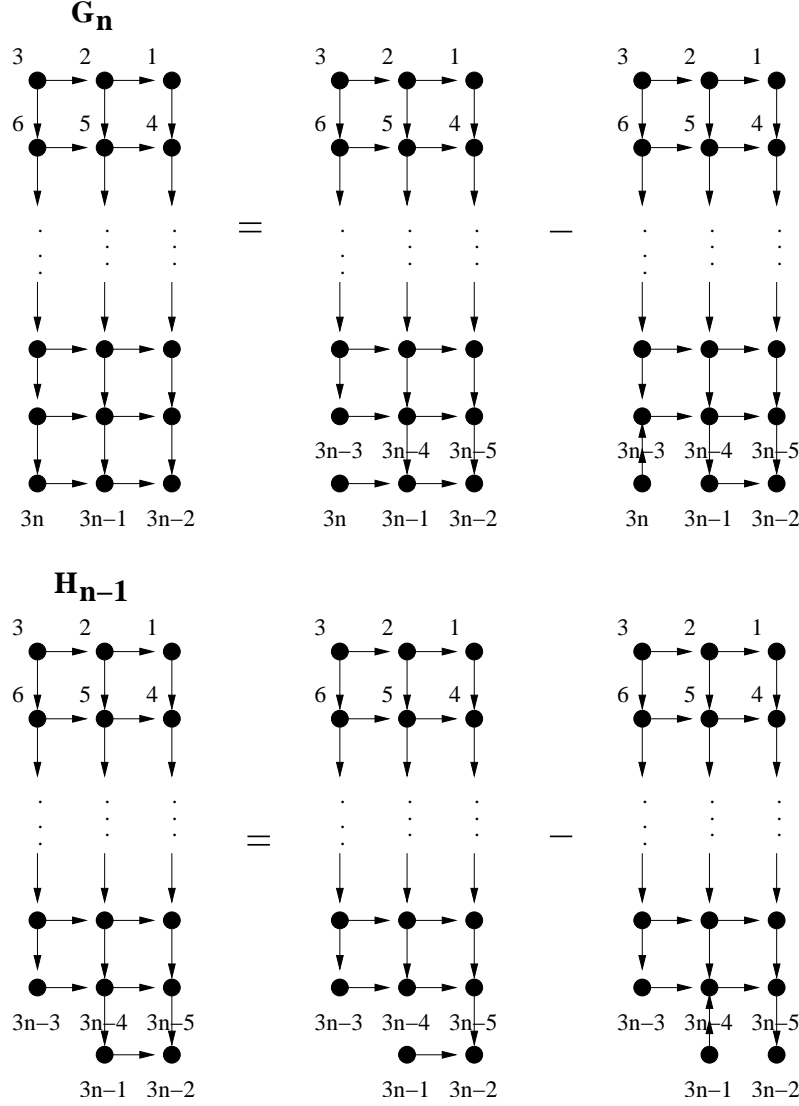 Gn
3 2 1 3 2 1 3 2 1
6 5 4 6 5 4 6 5 4
= −
3n−3 3n−4 3n−5 3n−3 3n−4 3n−5
3n 3n−1 3n−2 3n 3n−1 3n−2 3n 3n−1 3n−2
Hn−1
3 2 1 3 2 1 3 2 1
6 5 4 6 5 4 6 5 4
= −
3n−3 3n−4 3n−5 3n−3 3n−4 3n−5 3n−3 3n−4 3n−5
3n−1 3n−2 3n−1 3n−2 3n−1 3n−2